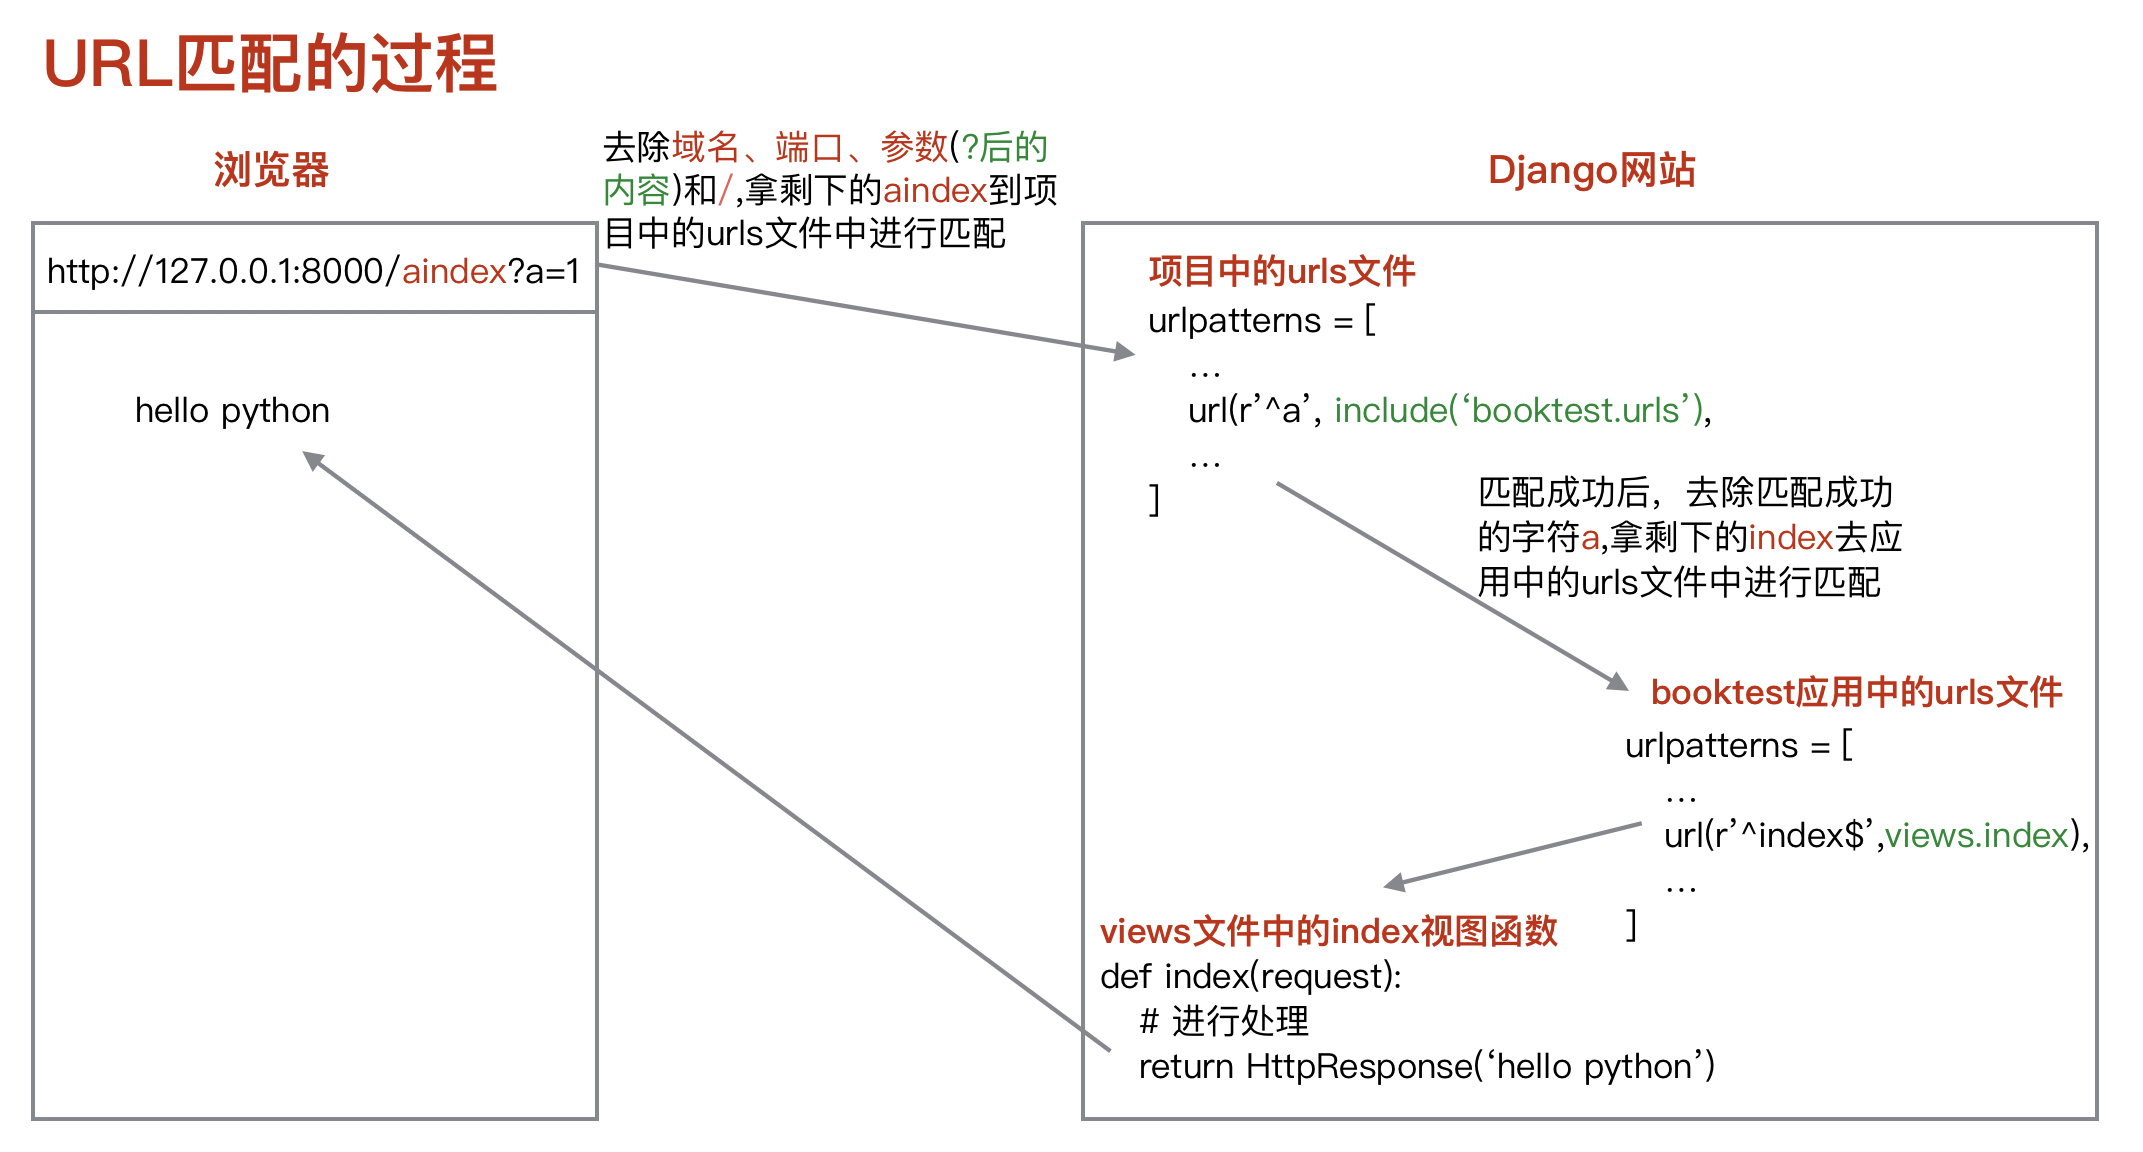 URL匹配的过程
浏览器
http://127.0.0.1:8000/aindex?a=1
hello python
去除域名、端口、参数(?后的
内容)和/,拿剩下的aindex到项
目中的urls文件中进行匹配
Django网站
项目中的urls文件
urlpatterns = [
...
url(r’^a’, include(‘booktest.urls’),
...
]
匹配成功后，去除匹配成功
的字符a,拿剩下的index去应
用中的urls文件中进行匹配
booktest应用中的urls文件
urlpatterns = [
...
url(r’^index$’,views.index),
...
]
views文件中的index视图函数
def index(request):
# 进行处理
return HttpResponse(‘hello python’)